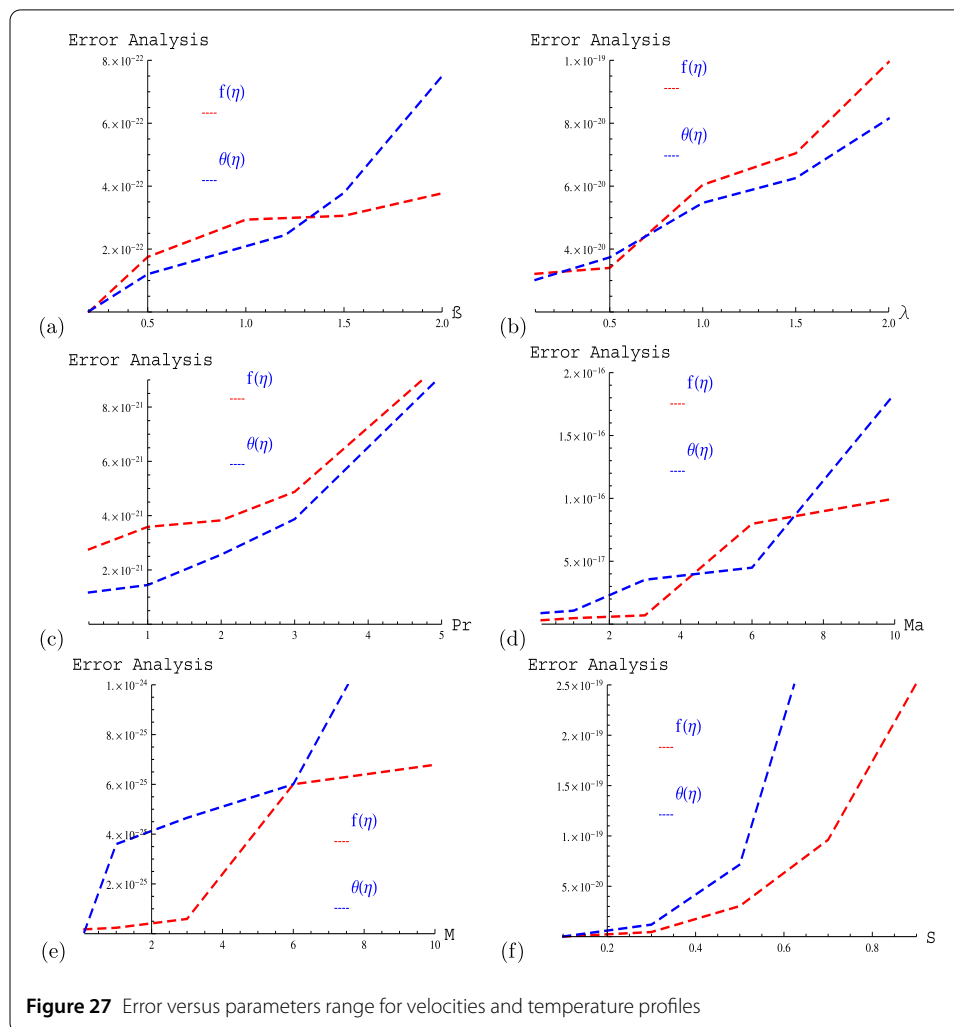 Error Analysis
8.×10⁻²²
6.×10⁻²²
4.×10⁻²²
2.×10⁻²²
f(η)
θ(η)
0.5 1.0 1.5 2.0 ß
(a)
Error Analysis
1.×10⁻¹⁹
8.×10⁻²⁰
6.×10⁻²⁰
4.×10⁻²⁰
f(η)
θ(η)
0.5 1.0 1.5 2.0 λ
(b)
Error Analysis
8.×10⁻²¹
6.×10⁻²¹
4.×10⁻²¹
2.×10⁻²¹
f(η)
θ(η)
1 2 3 4 5 Pr
(c)
Error Analysis
2.×10⁻¹⁶
1.5×10⁻¹⁶
1.×10⁻¹⁶
5.×10⁻¹⁷
f(η)
θ(η)
2 4 6 8 10 Ma
(d)
Error Analysis
1.×10⁻²⁴
8.×10⁻²⁵
6.×10⁻²⁵
4.×10⁻²⁵
2.×10⁻²⁵
f(η)
θ(η)
2 4 6 8 10 M
(e)
Error Analysis
2.5×10⁻¹⁹
2.×10⁻¹⁹
1.5×10⁻¹⁹
1.×10⁻¹⁹
5.×10⁻²⁰
f(η)
θ(η)
0.2 0.4 0.6 0.8 S
(f)
Figure 27 Error versus parameters range for velocities and temperature profiles